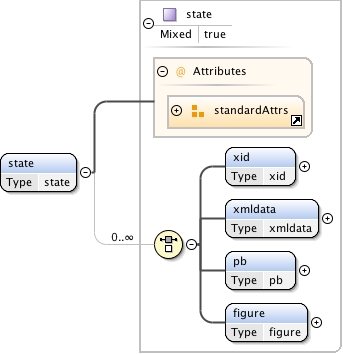 state
Mixed true
@ Attributes
standardAttrs
state
Type state
0..∞
xid
Type xid
xmldata
Type xmldata
pb
Type pb
figure
Type figure